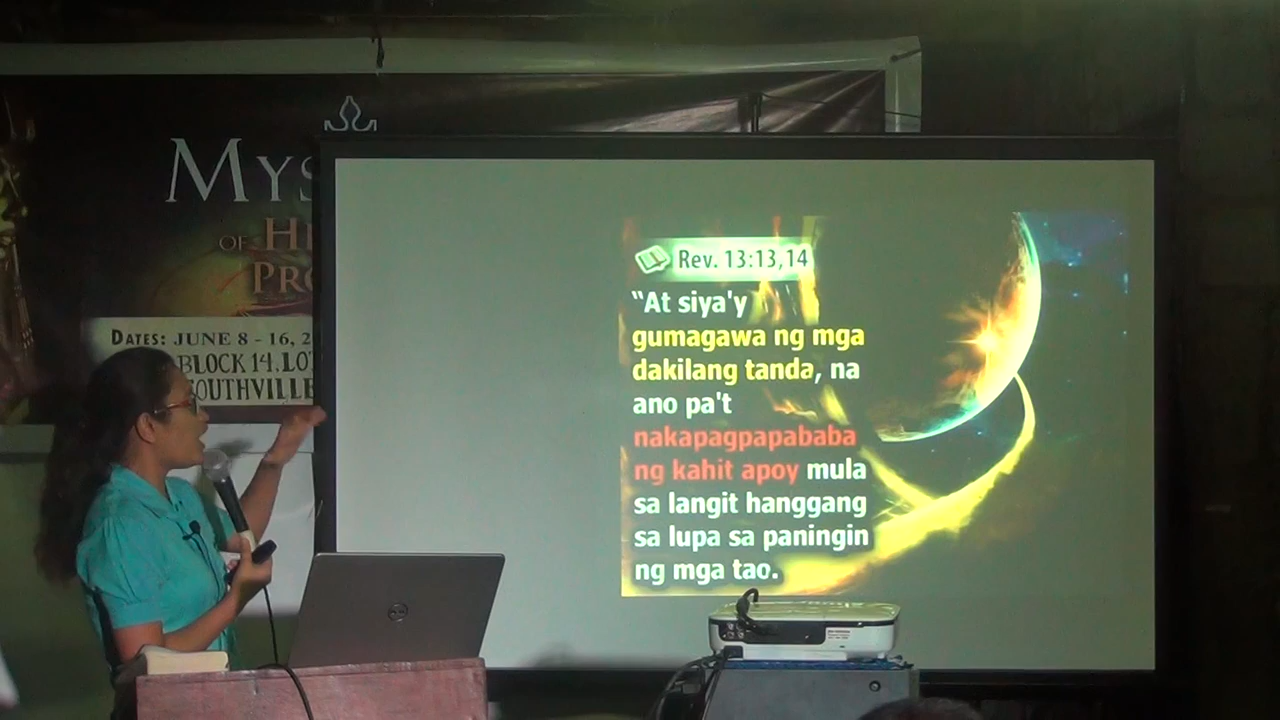 MYS
OF H
PRO
DATES: JUNE 8 - 16, 2
BLOCK 14, LO
SOUTHVILLE
Rev. 13:13,14
“At siya'y
gumagawa ng mga
dakilang tanda, na
ano pa't
nakapagpapababa
ng kahit apoy mula
sa langit hanggang
sa lupa sa paningin
ng mga tao.
DELL